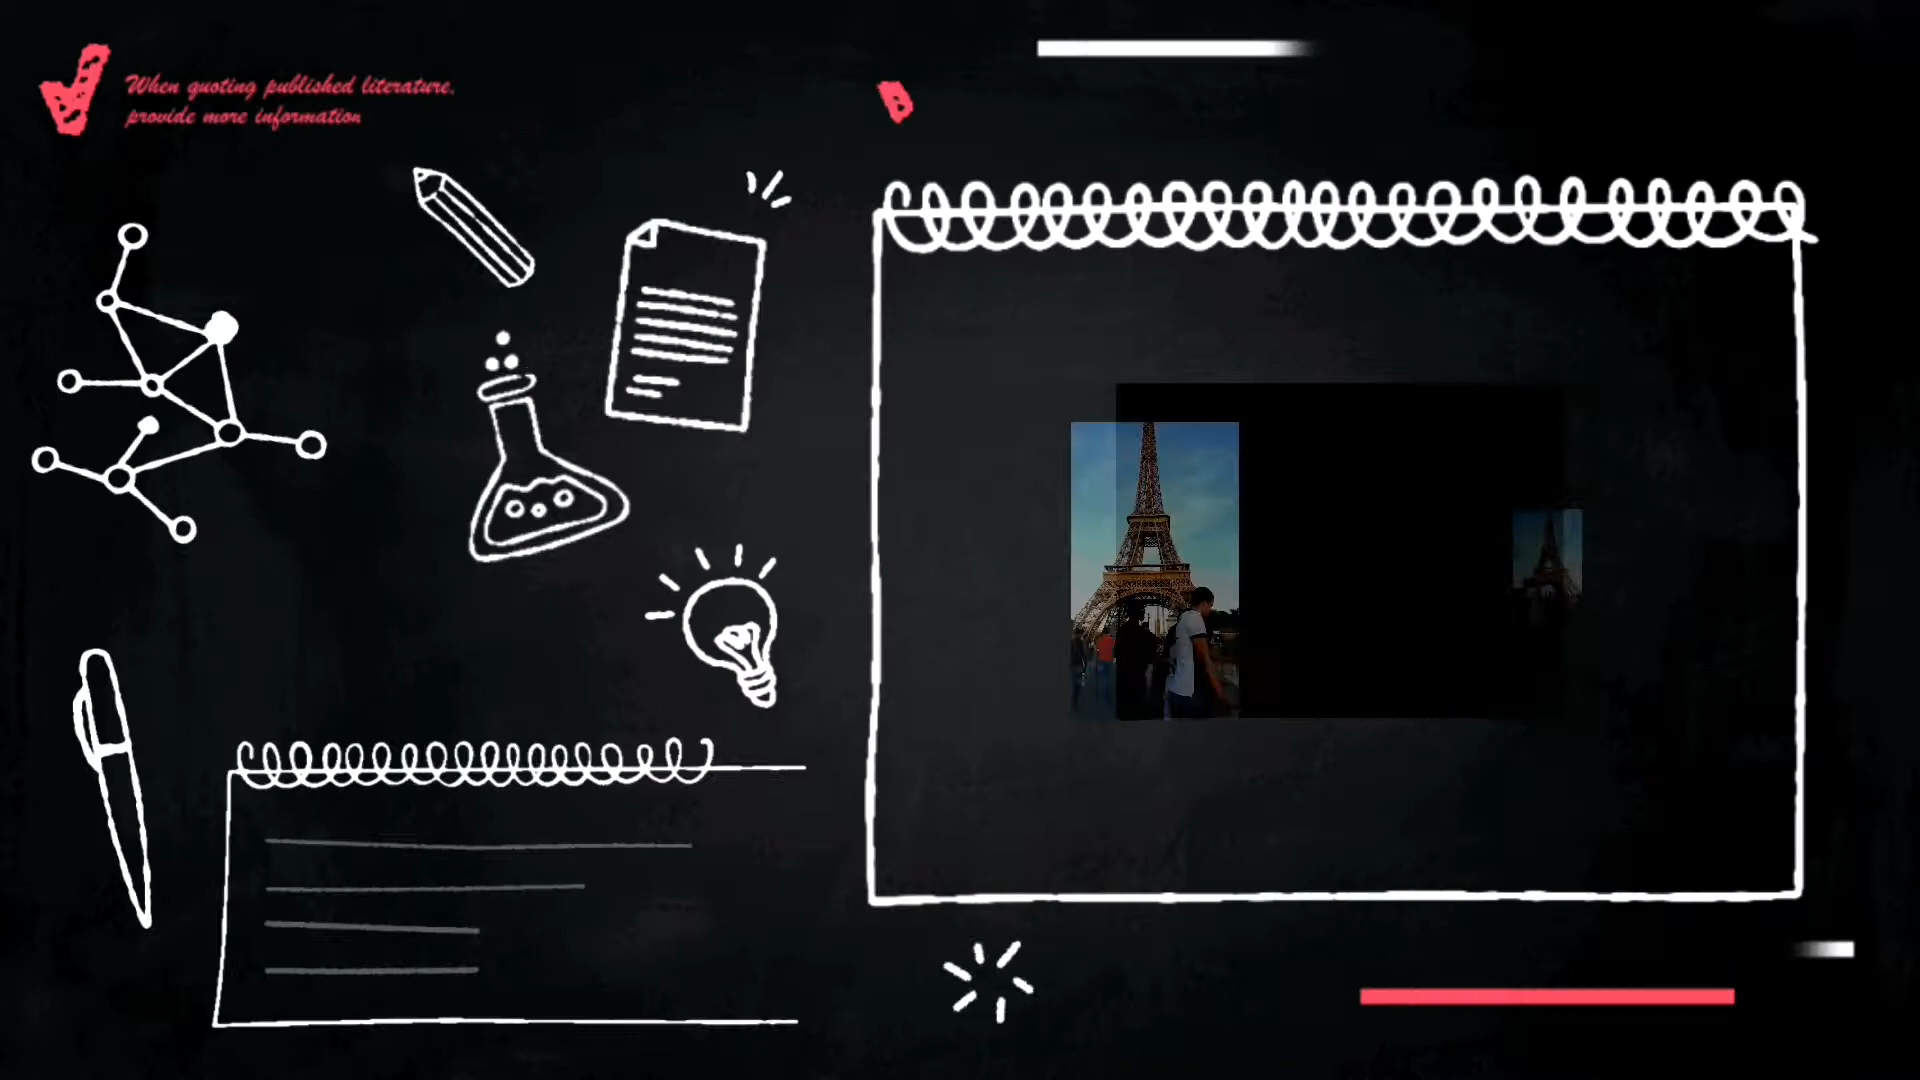 When quoting published literature,
provide more information